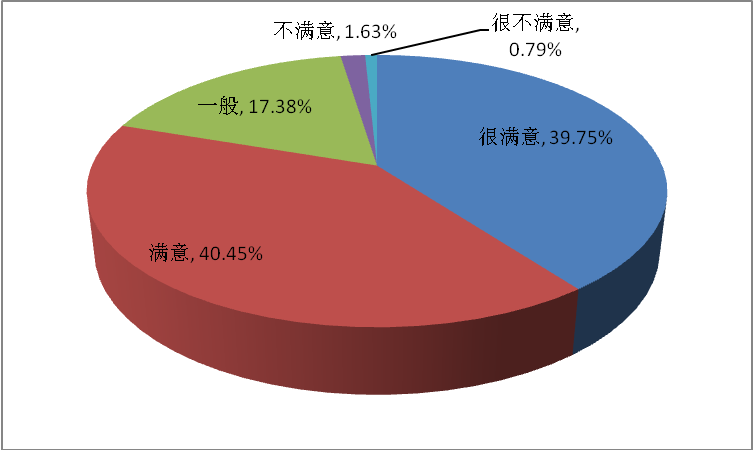 不满意, 1.63%
很不满意,
0.79%
一般, 17.38%
很满意, 39.75%
满意, 40.45%